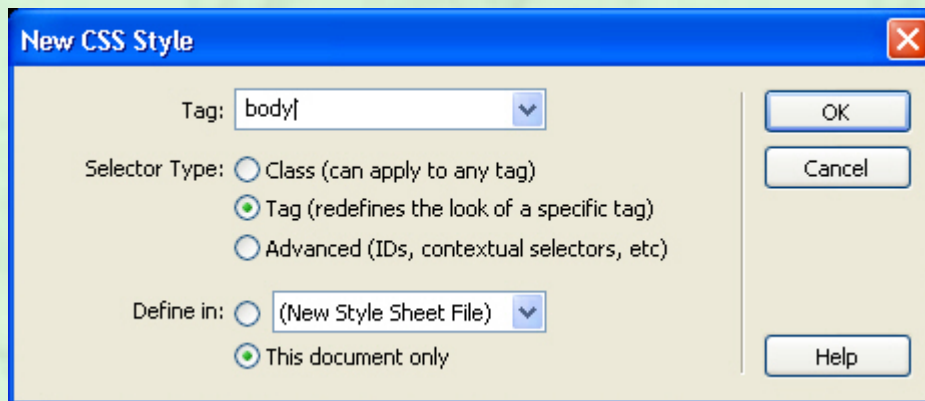 New CSS Style
Tag: body
OK
Selector Type: Class (can apply to any tag)
Cancel
Tag (redefines the look of a specific tag)
Advanced (IDs, contextual selectors, etc)
Define in: (New Style Sheet File)
This document only
Help